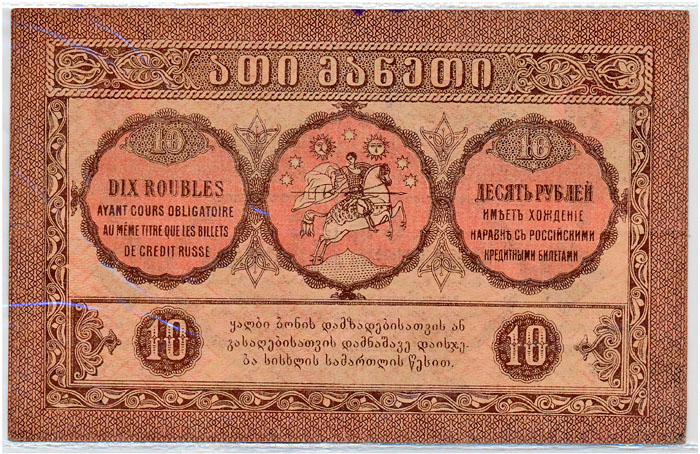 ათი მანეთი
10
DIX ROUBLES
AYANT COURS OBLIGATOIRE
AU MÊME TITRE QUE LES BILLETS
DE CREDIT RUSSE
10
ДЕСЯТЬ РУБЛЕЙ
ИМѢЕТЪ ХОЖДЕНІЕ
НАРАВНѢ СЪ РОССІЙСКИМИ
КРЕДИТНЫМИ БИЛЕТАМИ
10
ყალბი ბონის დამზადებისათვის ან
გასაღებისათვის დამნაშავე დაისჯე-
ბა სისხლის სამართლის წესით.
10